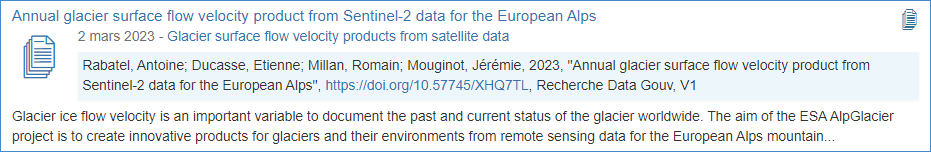 Annual glacier surface flow velocity product from Sentinel-2 data for the European Alps
2 mars 2023 - Glacier surface flow velocity products from satellite data
Rabatel, Antoine; Ducasse, Etienne; Millan, Romain; Mouginot, Jérémie, 2023, "Annual glacier surface flow velocity product from
Sentinel-2 data for the European Alps", https://doi.org/10.57745/XHQ7TL, Recherche Data Gouv, V1
Glacier ice flow velocity is an important variable to document the past and current status of the glacier worldwide. The aim of the ESA AlpGlacier
project is to create innovative products for glaciers and their environments from remote sensing data for the European Alps mountain...